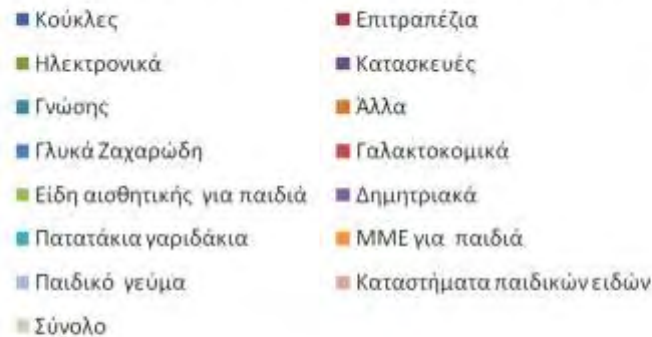 Κούκλες Επιτραπέζια
Ηλεκτρονικά Κατασκευές
Γνώσης Άλλα
Γλυκά Ζαχαρώδη Γαλακτοκομικά
Είδη αισθητικής για παιδιά Δημητριακά
Πατατάκια γαριδάκια ΜΜΕ για παιδιά
Παιδικό γεύμα Καταστήματα παιδικών ειδών
Σύνολο